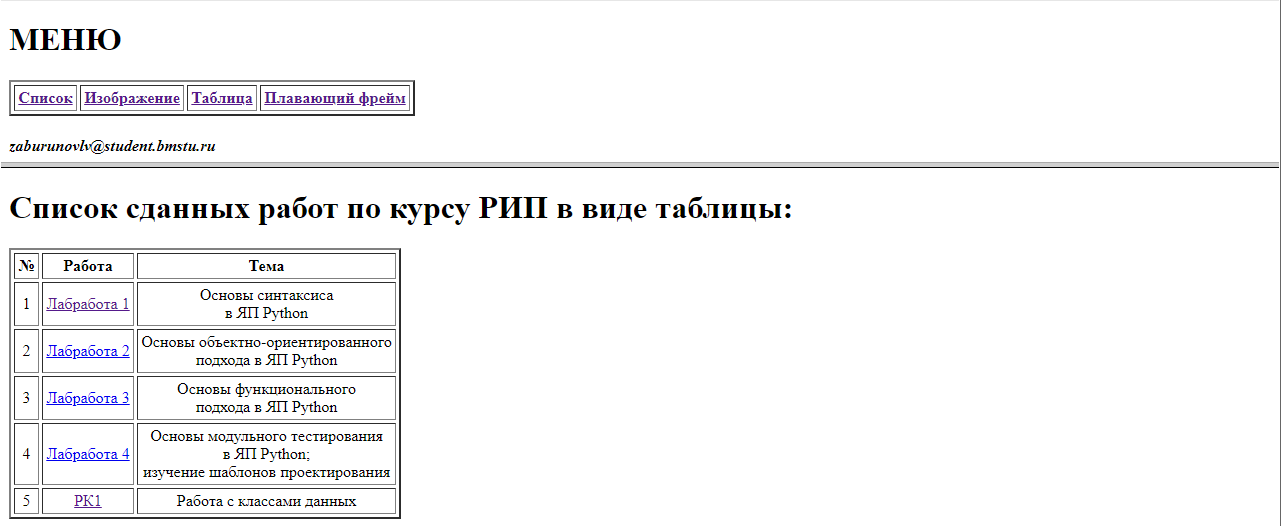 МЕНЮ
Список Изображение Таблица Плавающий фрейм
zaburunovlv@student.bmstu.ru
Список сданных работ по курсу РИП в виде таблицы:
№ Работа Тема
1 Лабработа 1 Основы синтаксиса
в ЯП Python
2 Лабработа 2 Основы объектно-ориентированного
подхода в ЯП Python
3 Лабработа 3 Основы функционального
подхода в ЯП Python
4 Лабработа 4 Основы модульного тестирования
в ЯП Python;
изучение шаблонов проектирования
5 РК1 Работа с классами данных